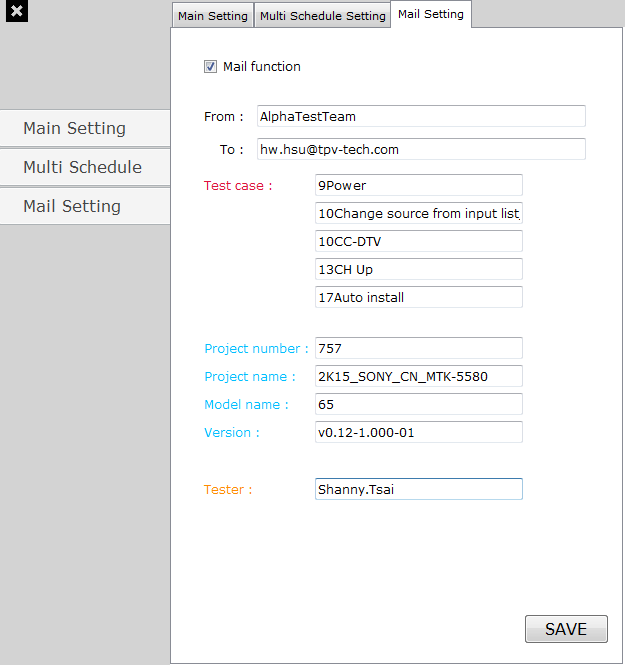 Main Setting Multi Schedule Setting Mail Setting
Mail function
From : AlphaTestTeam
To : hw.hsu@tpv-tech.com
Main Setting
Multi Schedule
Mail Setting
Test case : 9Power
10Change source from input list
10CC-DTV
13CH Up
17Auto install
Project number : 757
Project name : 2K15_SONY_CN_MTK-5580
Model name : 65
Version : v0.12-1.000-01
Tester : Shanny.Tsai
SAVE